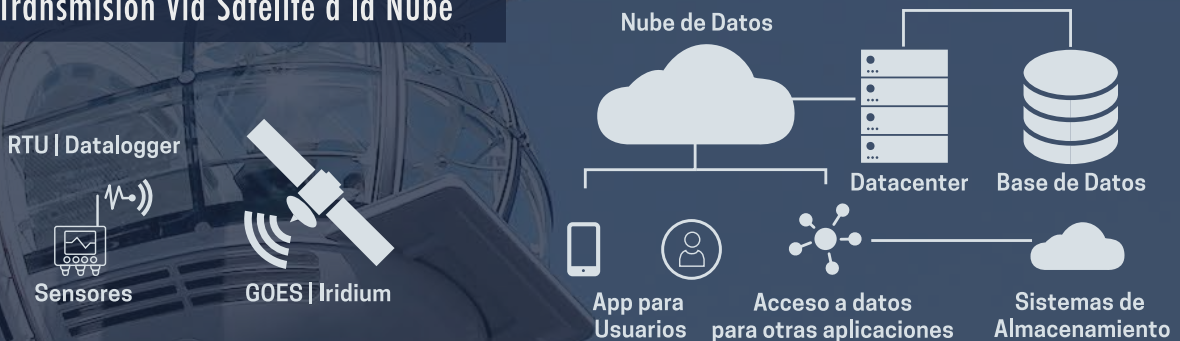 Transmisión Vía Satélite a la Nube
Nube de Datos
RTU | Datalogger
Datacenter
Base de Datos
Sensores
GOES | Iridium
App para
Usuarios
Acceso a datos
para otras aplicaciones
Sistemas de
Almacenamiento